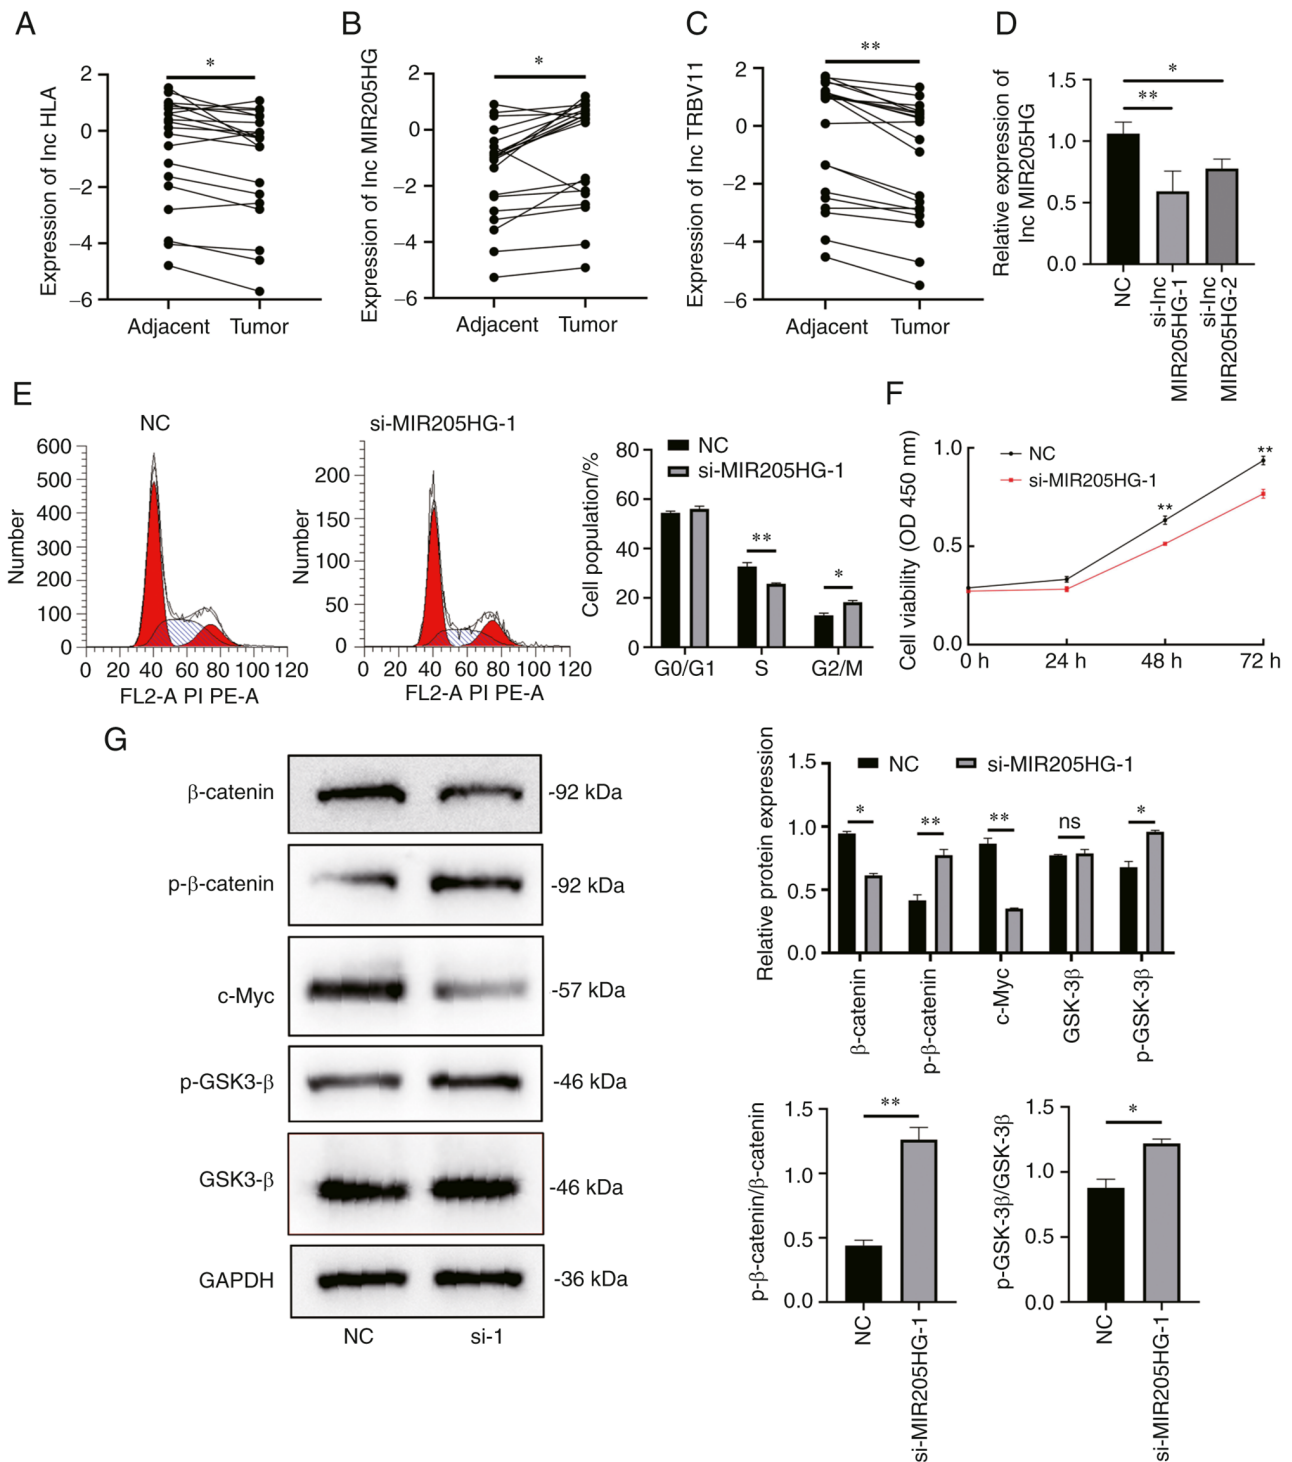 A
Expression of lnc HLA
*
2
0
−2
−4
−6
Adjacent
Tumor
B
Expression of lnc MIR205HG
*
2
0
−2
−4
−6
Adjacent
Tumor
C
Expression of lnc TRBV11
**
2
0
−2
−4
−6
Adjacent
Tumor
D
Relative expression of
lnc MIR205HG
*
**
1.5
1.0
0.5
0.0
NC
si-lnc
MIR205HG-1
si-lnc
MIR205HG-2
E
NC
Number
600
500
400
300
200
100
0
0 20 40 60 80 100 120
FL2-A PI PE-A
si-MIR205HG-1
Number
200
150
100
50
0
0 20 40 60 80 100 120
FL2-A PI PE-A
NC
si-MIR205HG-1
Cell population/%
80
60
40
20
0
**
*
G0/G1
S
G2/M
F
Cell viability (OD 450 nm)
NC
si-MIR205HG-1
1.0
0.5
0.0
**
**
0 h
24 h
48 h
72 h
G
β-catenin
-92 kDa
p-β-catenin
-92 kDa
c-Myc
-57 kDa
p-GSK3-β
-46 kDa
GSK3-β
-46 kDa
GAPDH
-36 kDa
NC
si-1
Relative protein expression
NC
si-MIR205HG-1
1.5
1.0
0.5
0.0
*
**
**
ns
*
β-catenin
p-β-catenin
c-Myc
GSK-3β
p-GSK-3β
p-β-catenin/β-catenin
**
1.5
1.0
0.5
0.0
NC
si-MIR205HG-1
p-GSK-3β/GSK-3β
*
1.5
1.0
0.5
0.0
NC
si-MIR205HG-1